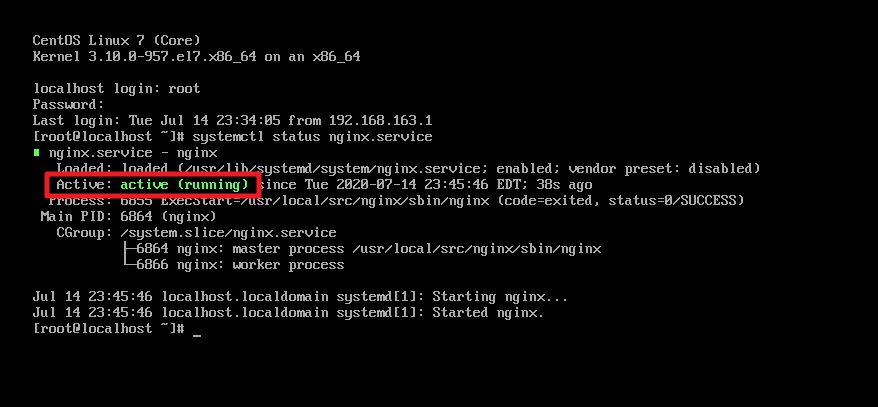 CentOS Linux 7 (Core)
Kernel 3.10.0-957.el7.x86_64 on an x86_64
localhost login: root
Password:
Last login: Tue Jul 14 23:34:05 from 192.168.163.1
[root@localhost ~]# systemctl status nginx.service
nginx.service - nginx
Loaded: loaded (/usr/lib/systemd/system/nginx.service; enabled; vendor preset: disabled)
Active: active (running) since Tue 2020-07-14 23:45:46 EDT; 38s ago
Process: 6855 ExecStart=/usr/local/src/nginx/sbin/nginx (code=exited, status=0/SUCCESS)
Main PID: 6864 (nginx)
CGroup: /system.slice/nginx.service
├─6864 nginx: master process /usr/local/src/nginx/sbin/nginx
└─6866 nginx: worker process
Jul 14 23:45:46 localhost.localdomain systemd[1]: Starting nginx...
Jul 14 23:45:46 localhost.localdomain systemd[1]: Started nginx.
[root@localhost ~]# _